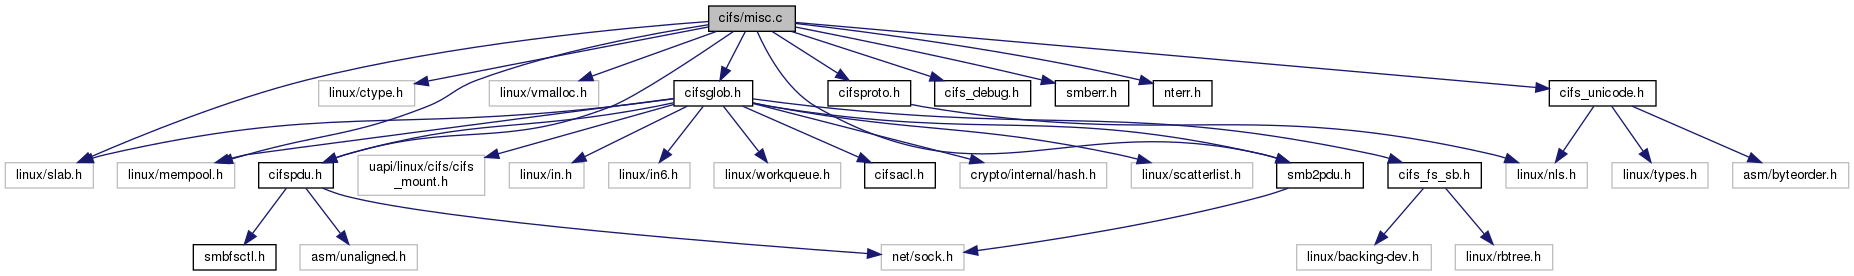 cifs/misc.c
linux/ctype.h
linux/vmalloc.h
cifsglob.h
cifsproto.h
cifs_debug.h
smberr.h
nterr.h
cifs_unicode.h
linux/slab.h
linux/mempool.h
cifspdu.h
uapi/linux/cifs/cifs
_mount.h
linux/in.h
linux/in6.h
linux/workqueue.h
cifsacl.h
crypto/internal/hash.h
linux/scatterlist.h
smb2pdu.h
cifs_fs_sb.h
linux/nls.h
linux/types.h
asm/byteorder.h
smbfsctl.h
asm/unaligned.h
net/sock.h
linux/backing-dev.h
linux/rbtree.h